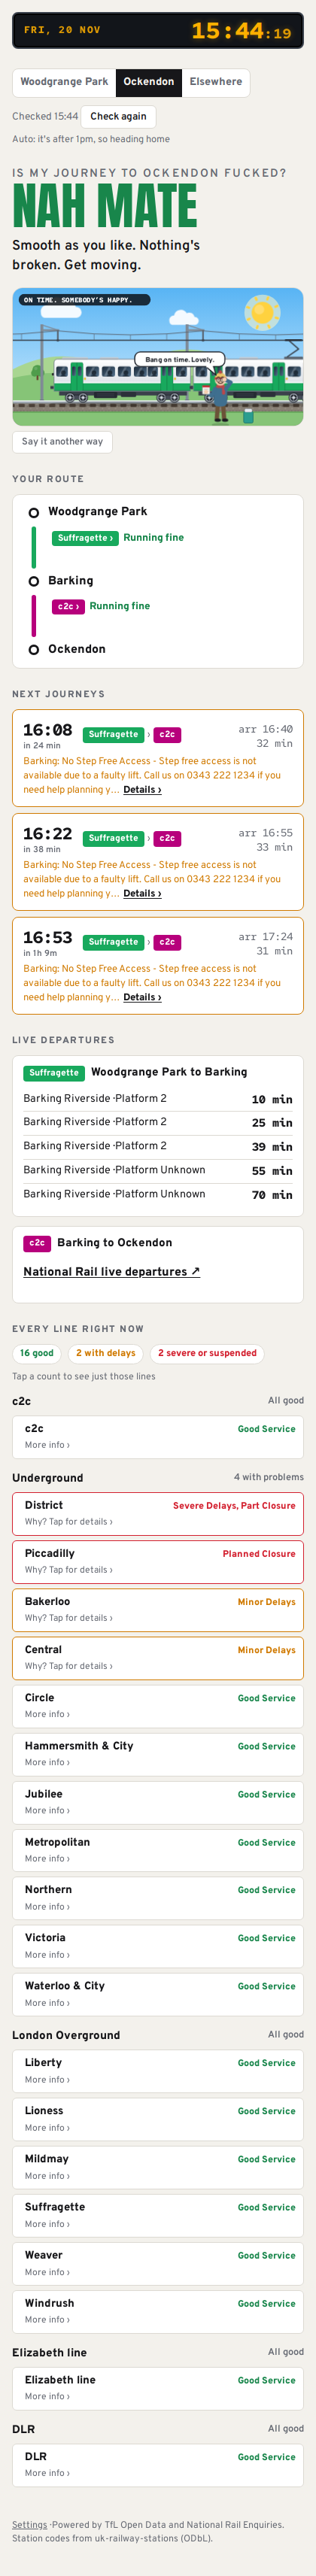 FRI, 20 NOV 15:44:19
Woodgrange Park Ockendon Elsewhere
Checked 15:44 Check again
Auto: it's after 1pm, so heading home
IS MY JOURNEY TO OCKENDON FUCKED?
NAH MATE
Smooth as you like. Nothing's
broken. Get moving.
ON TIME. SOMEBODY'S HAPPY.
Bang on time. Lovely.
Say it another way
YOUR ROUTE
Woodgrange Park
Suffragette › Running fine
Barking
c2c › Running fine
Ockendon
NEXT JOURNEYS
16:08 Suffragette › c2c arr 16:40
in 24 min 32 min
Barking: No Step Free Access - Step free access is not
available due to a faulty lift. Call us on 0343 222 1234 if you
need help planning y… Details ›
16:22 Suffragette › c2c arr 16:55
in 38 min 33 min
Barking: No Step Free Access - Step free access is not
available due to a faulty lift. Call us on 0343 222 1234 if you
need help planning y… Details ›
16:53 Suffragette › c2c arr 17:24
in 1h 9m 31 min
Barking: No Step Free Access - Step free access is not
available due to a faulty lift. Call us on 0343 222 1234 if you
need help planning y… Details ›
LIVE DEPARTURES
Suffragette Woodgrange Park to Barking
Barking Riverside ·Platform 2 10 min
Barking Riverside ·Platform 2 25 min
Barking Riverside ·Platform 2 39 min
Barking Riverside ·Platform Unknown 55 min
Barking Riverside ·Platform Unknown 70 min
c2c Barking to Ockendon
National Rail live departures ↗
EVERY LINE RIGHT NOW
16 good 2 with delays 2 severe or suspended
Tap a count to see just those lines
c2c All good
c2c Good Service
More info ›
Underground 4 with problems
District Severe Delays, Part Closure
Why? Tap for details ›
Piccadilly Planned Closure
Why? Tap for details ›
Bakerloo Minor Delays
Why? Tap for details ›
Central Minor Delays
Why? Tap for details ›
Circle Good Service
More info ›
Hammersmith & City Good Service
More info ›
Jubilee Good Service
More info ›
Metropolitan Good Service
More info ›
Northern Good Service
More info ›
Victoria Good Service
More info ›
Waterloo & City Good Service
More info ›
London Overground All good
Liberty Good Service
More info ›
Lioness Good Service
More info ›
Mildmay Good Service
More info ›
Suffragette Good Service
More info ›
Weaver Good Service
More info ›
Windrush Good Service
More info ›
Elizabeth line All good
Elizabeth line Good Service
More info ›
DLR All good
DLR Good Service
More info ›
Settings ·Powered by TfL Open Data and National Rail Enquiries.
Station codes from uk-railway-stations (ODbL).